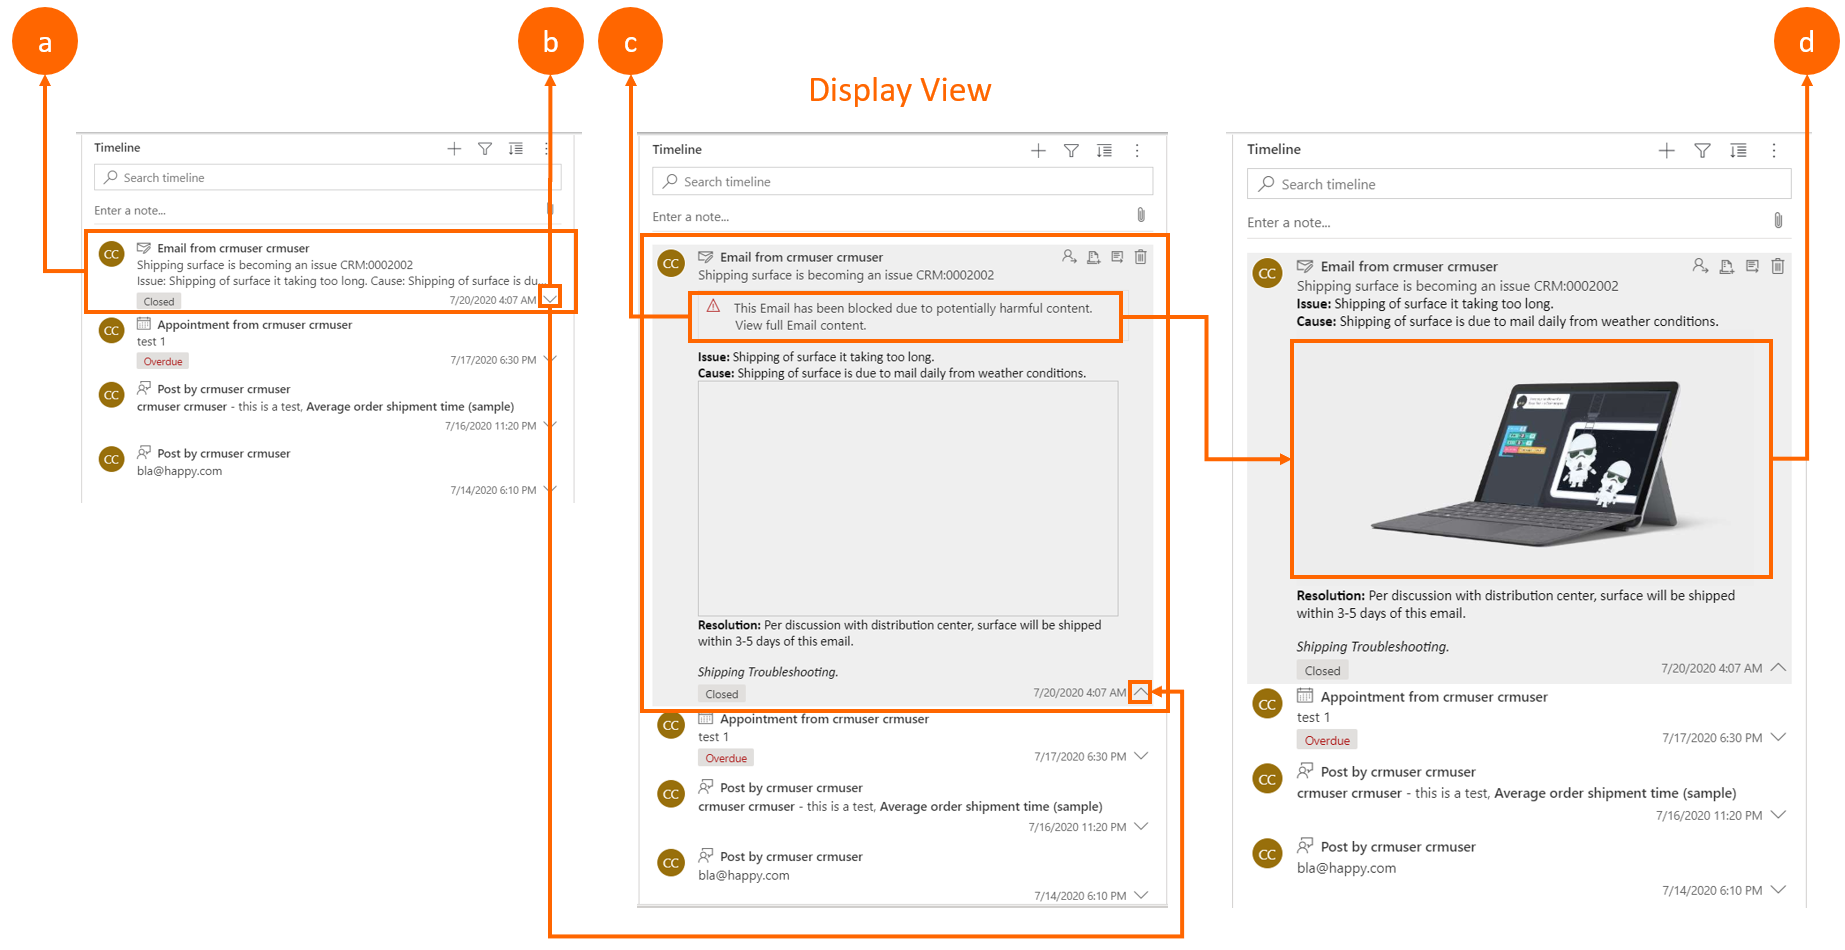 a
b
c
d
Display View
Timeline
Search timeline
Enter a note...
CC
Email from crmuser crmuser
Shipping surface is becoming an issue CRM:0002002
Issue: Shipping of surface it taking too long. Cause: Shipping of surface is du...
Closed
7/20/2020 4:07 AM
CC
Appointment from crmuser crmuser
test 1
Overdue
7/17/2020 6:30 PM
CC
Post by crmuser crmuser
crmuser crmuser - this is a test, Average order shipment time (sample)
7/16/2020 11:20 PM
CC
Post by crmuser crmuser
bla@happy.com
7/14/2020 6:10 PM
Timeline
Search timeline
Enter a note...
CC
Email from crmuser crmuser
Shipping surface is becoming an issue CRM:0002002
This Email has been blocked due to potentially harmful content.
View full Email content.
Issue: Shipping of surface it taking too long.
Cause: Shipping of surface is due to mail daily from weather conditions.
Resolution: Per discussion with distribution center, surface will be shipped
within 3-5 days of this email.
Shipping Troubleshooting.
Closed
7/20/2020 4:07 AM
CC
Appointment from crmuser crmuser
test 1
Overdue
7/17/2020 6:30 PM
CC
Post by crmuser crmuser
crmuser crmuser - this is a test, Average order shipment time (sample)
7/16/2020 11:20 PM
CC
Post by crmuser crmuser
bla@happy.com
7/14/2020 6:10 PM
Timeline
Search timeline
Enter a note...
CC
Email from crmuser crmuser
Shipping surface is becoming an issue CRM:0002002
Issue: Shipping of surface it taking too long.
Cause: Shipping of surface is due to mail daily from weather conditions.
Resolution: Per discussion with distribution center, surface will be shipped
within 3-5 days of this email.
Shipping Troubleshooting.
Closed
7/20/2020 4:07 AM
CC
Appointment from crmuser crmuser
test 1
Overdue
7/17/2020 6:30 PM
CC
Post by crmuser crmuser
crmuser crmuser - this is a test, Average order shipment time (sample)
7/16/2020 11:20 PM
CC
Post by crmuser crmuser
bla@happy.com
7/14/2020 6:10 PM